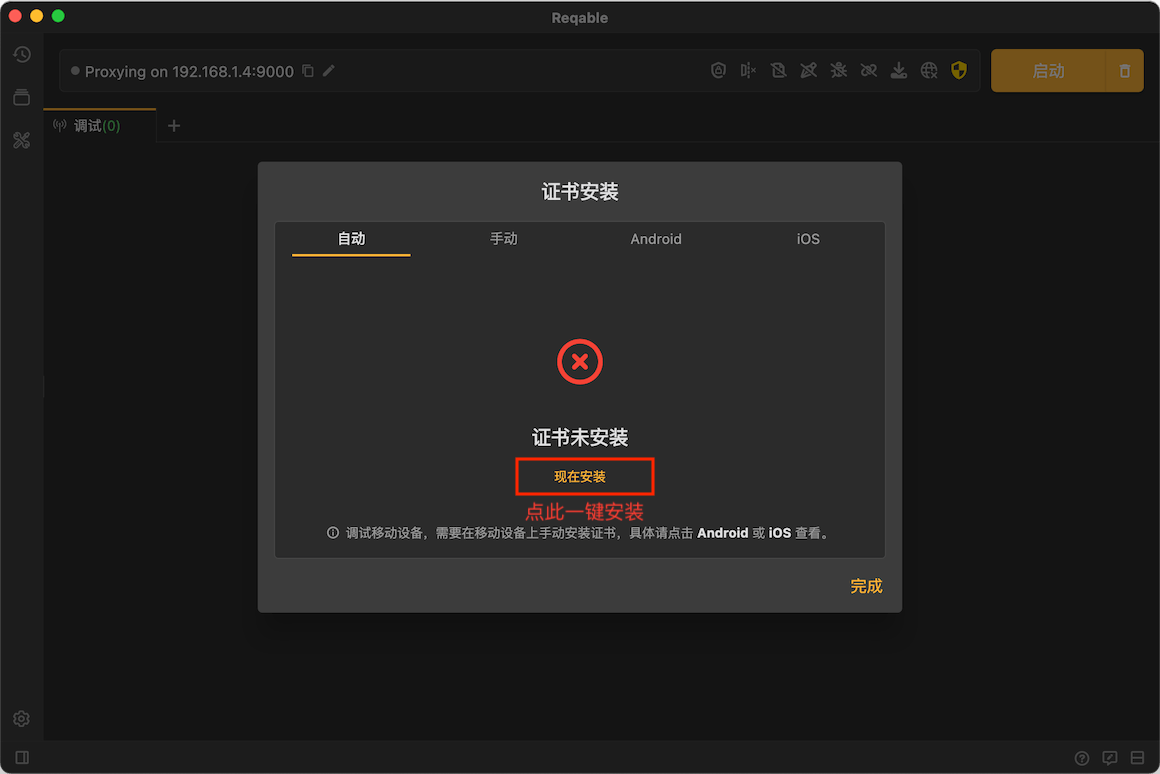 Reqable
Proxying on 192.168.1.4:9000
启动
调试(0)
证书安装
自动 手动 Android iOS
证书未安装
现在安装
点此一键安装
调试移动设备，需要在移动设备上手动安装证书，具体请点击 Android 或 iOS 查看。
完成